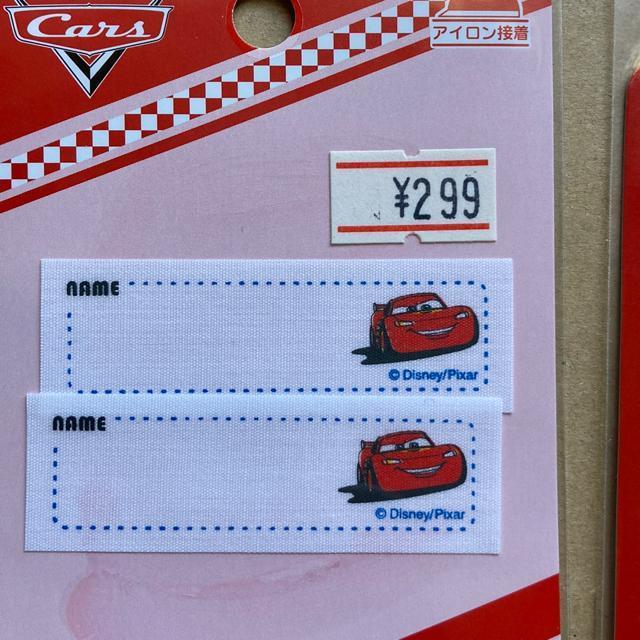 Cars
アイロン接着
¥299
NAME
© Disney/Pixar
NAME
© Disney/Pixar